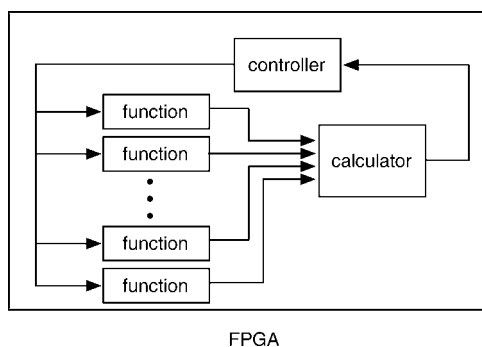 controller
function
function
calculator
function
function
FPGA